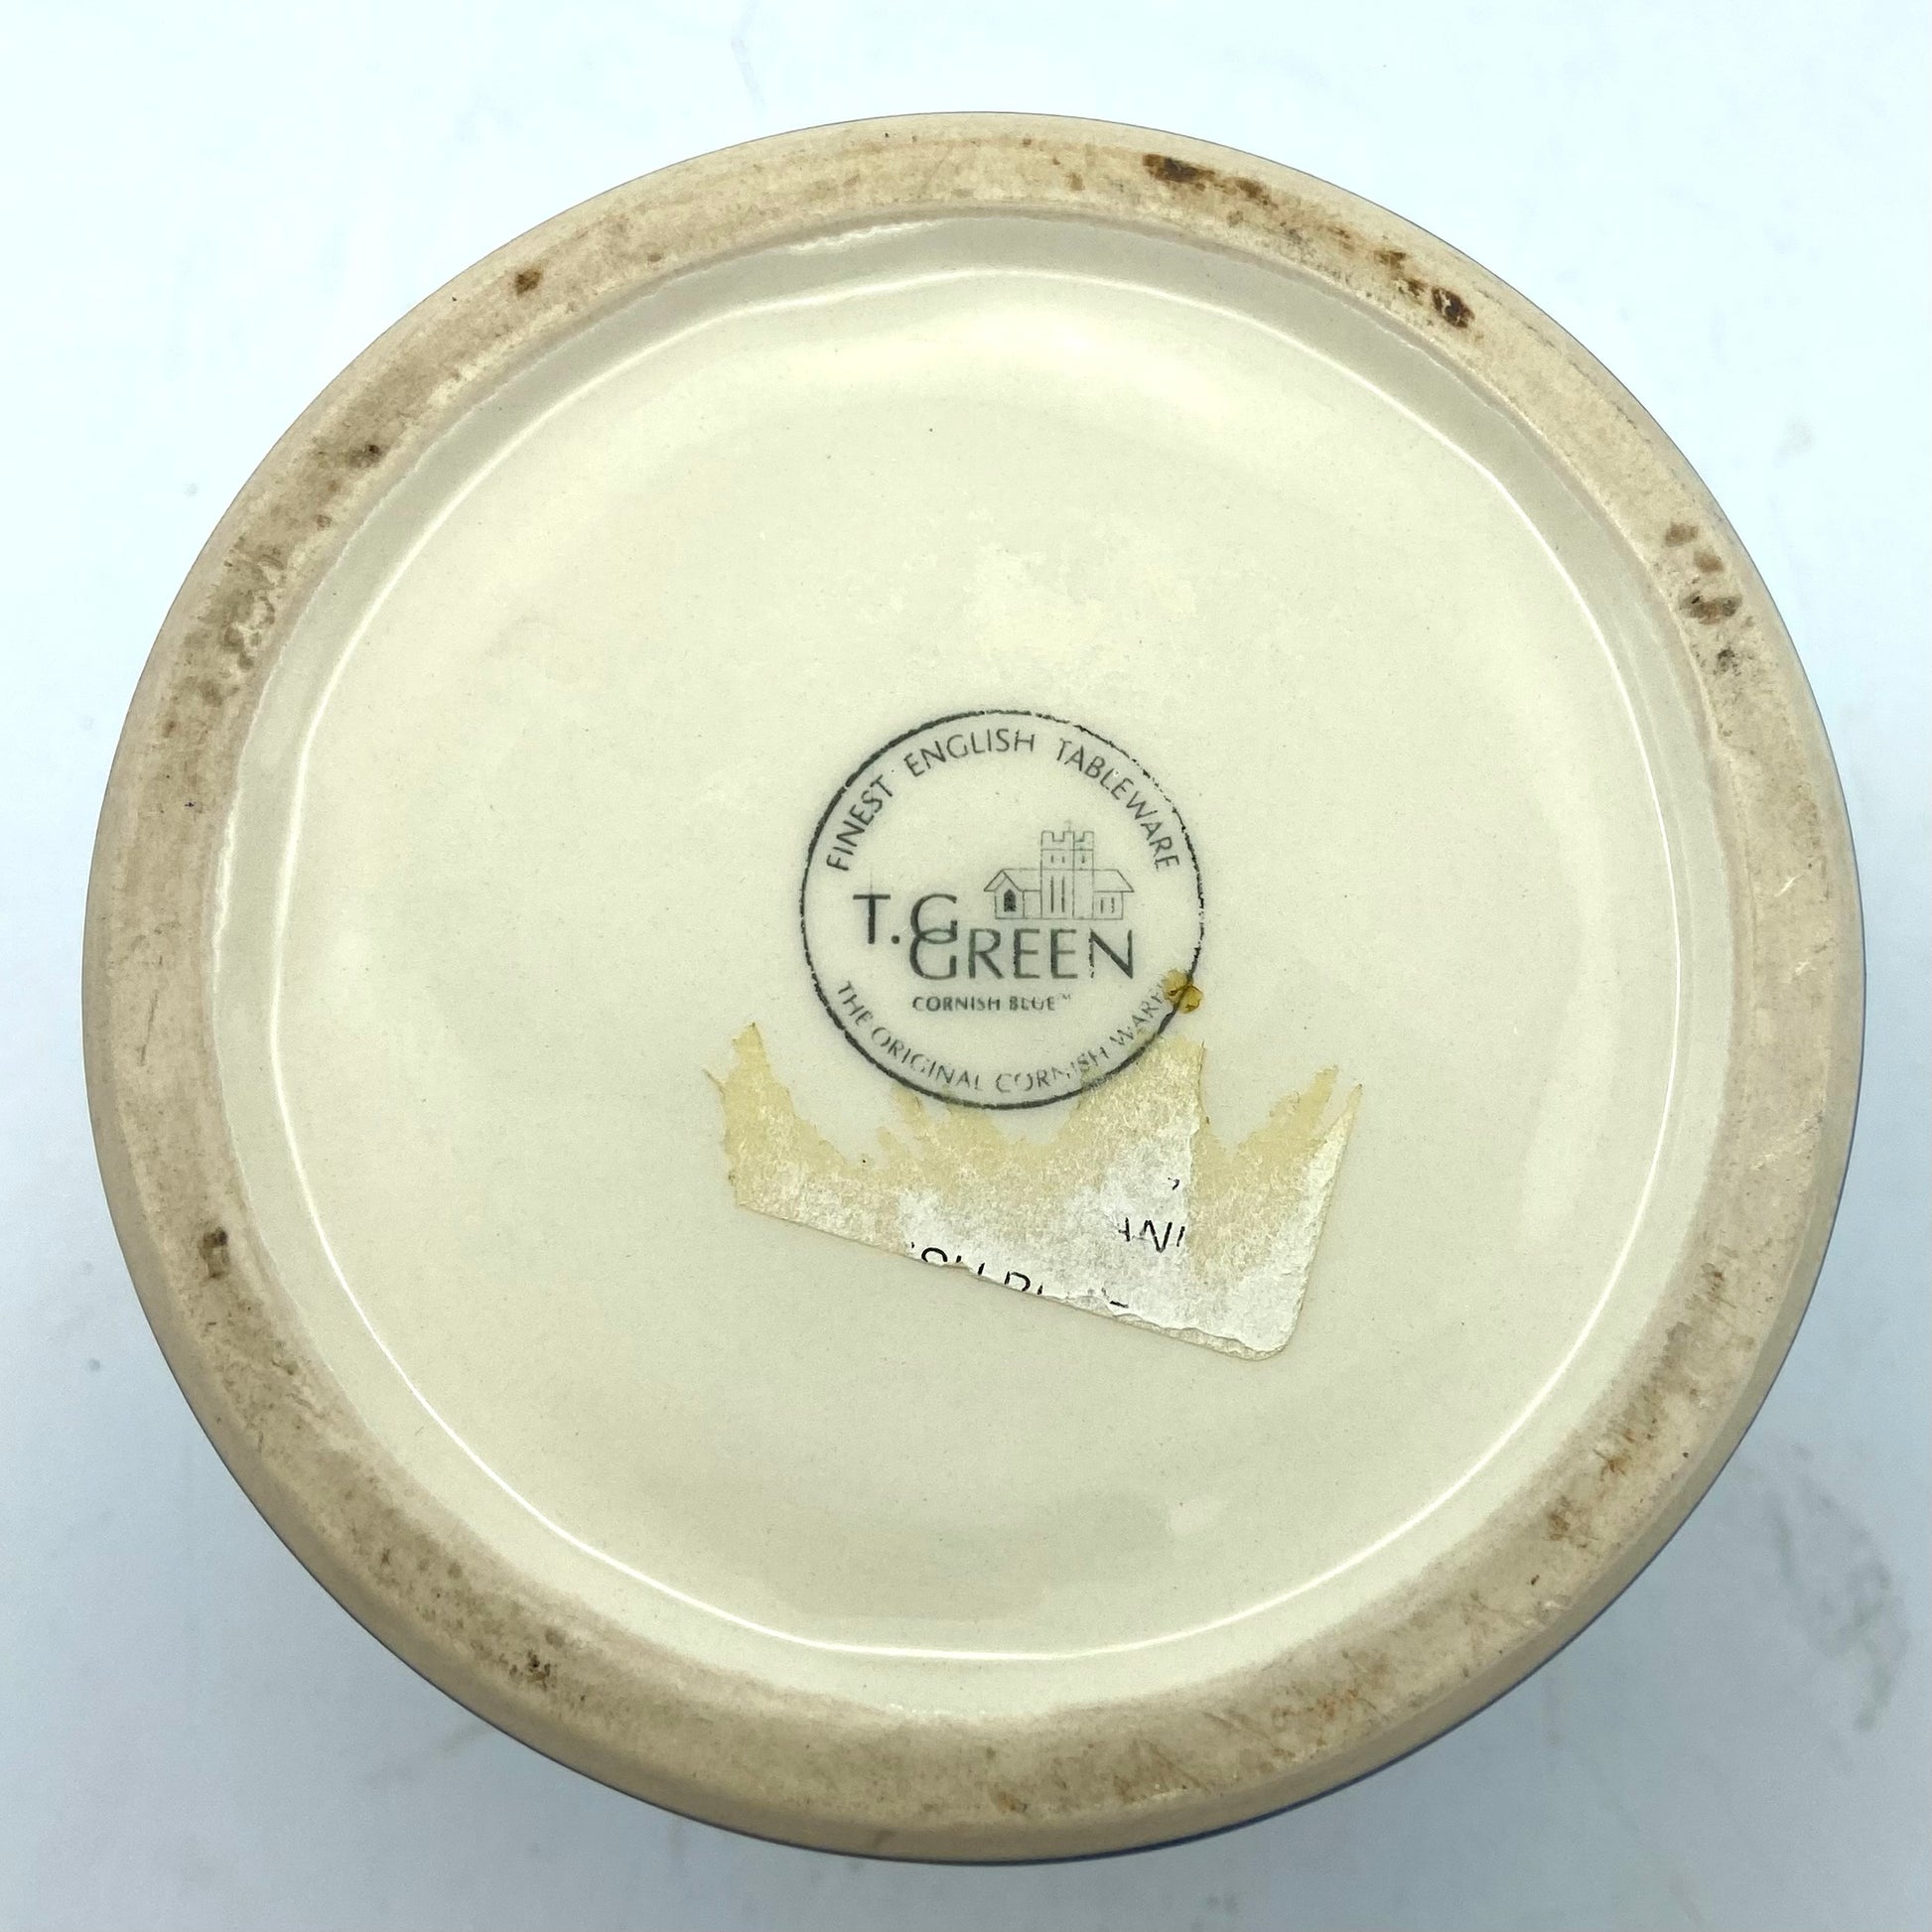 FINEST ENGLISH TABLEWARE
T.G
GREEN
CORNISH BLUE™
THE ORIGINAL CORNISH WARE